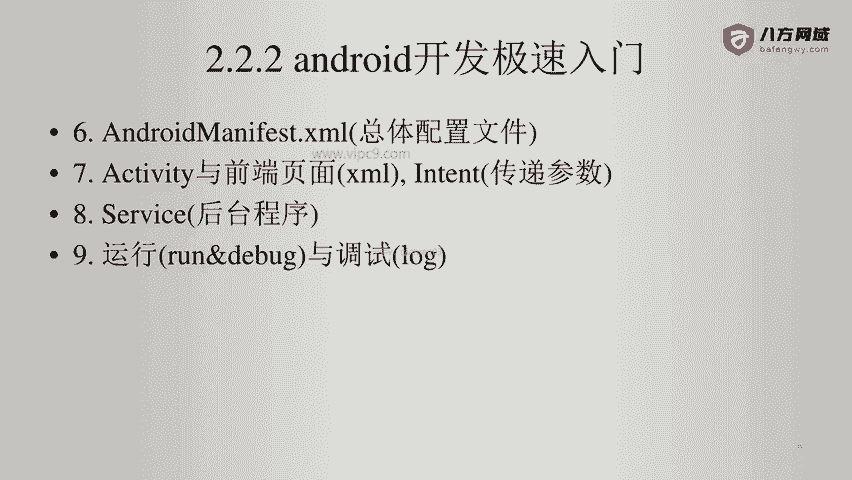 八方网域
bafangwy.com
2.2.2 android开发极速入门
• 6. AndroidManifest.xml(总体配置文件)
www.vipc9.com
• 7. Activity与前端页面(xml), Intent(传递参数)
• 8. Service(后台程序)
• 9. 运行(run&debug)与调试(log)